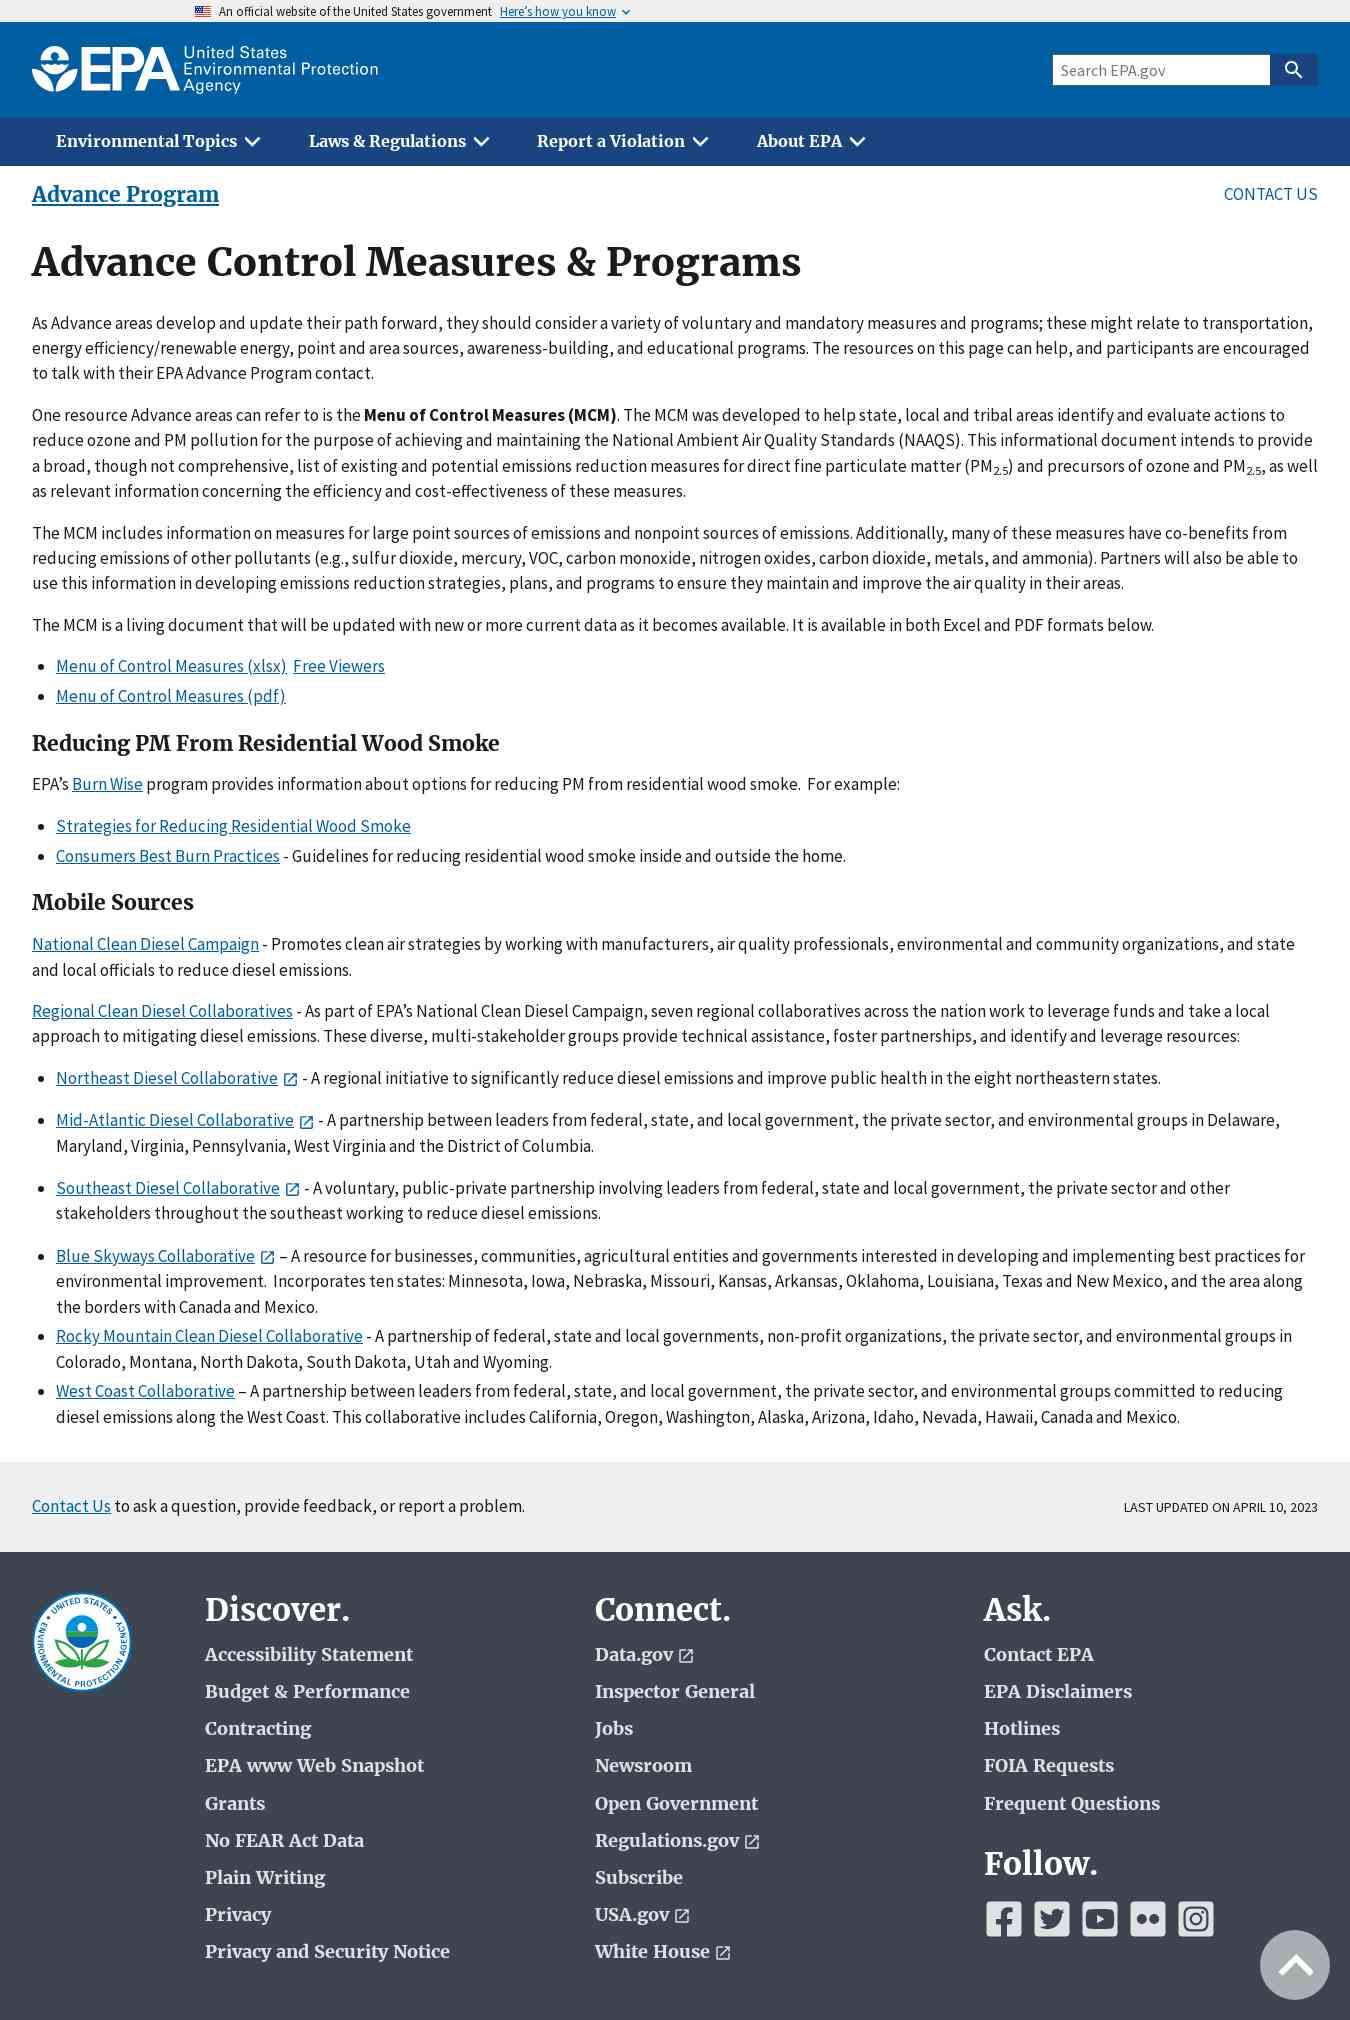 An official website of the United States government Here's how you know
EPA United States
Environmental Protection
Agency
Search EPA.gov
Environmental Topics Laws & Regulations Report a Violation About EPA
Advance Program CONTACT US
Advance Control Measures & Programs
As Advance areas develop and update their path forward, they should consider a variety of voluntary and mandatory measures and programs; these might relate to transportation,
energy efficiency/renewable energy, point and area sources, awareness-building, and educational programs. The resources on this page can help, and participants are encouraged
to talk with their EPA Advance Program contact.
One resource Advance areas can refer to is the Menu of Control Measures (MCM). The MCM was developed to help state, local and tribal areas identify and evaluate actions to
reduce ozone and PM pollution for the purpose of achieving and maintaining the National Ambient Air Quality Standards (NAAQS). This informational document intends to provide
a broad, though not comprehensive, list of existing and potential emissions reduction measures for direct fine particulate matter (PM2.5) and precursors of ozone and PM2.5, as well
as relevant information concerning the efficiency and cost-effectiveness of these measures.
The MCM includes information on measures for large point sources of emissions and nonpoint sources of emissions. Additionally, many of these measures have co-benefits from
reducing emissions of other pollutants (e.g., sulfur dioxide, mercury, VOC, carbon monoxide, nitrogen oxides, carbon dioxide, metals, and ammonia). Partners will also be able to
use this information in developing emissions reduction strategies, plans, and programs to ensure they maintain and improve the air quality in their areas.
The MCM is a living document that will be updated with new or more current data as it becomes available. It is available in both Excel and PDF formats below.
• Menu of Control Measures (xlsx) Free Viewers
• Menu of Control Measures (pdf)
Reducing PM From Residential Wood Smoke
EPA's Burn Wise program provides information about options for reducing PM from residential wood smoke. For example:
• Strategies for Reducing Residential Wood Smoke
• Consumers Best Burn Practices - Guidelines for reducing residential wood smoke inside and outside the home.
Mobile Sources
National Clean Diesel Campaign - Promotes clean air strategies by working with manufacturers, air quality professionals, environmental and community organizations, and state
and local officials to reduce diesel emissions.
Regional Clean Diesel Collaboratives - As part of EPA's National Clean Diesel Campaign, seven regional collaboratives across the nation work to leverage funds and take a local
approach to mitigating diesel emissions. These diverse, multi-stakeholder groups provide technical assistance, foster partnerships, and identify and leverage resources:
• Northeast Diesel Collaborative - A regional initiative to significantly reduce diesel emissions and improve public health in the eight northeastern states.
• Mid-Atlantic Diesel Collaborative - A partnership between leaders from federal, state, and local government, the private sector, and environmental groups in Delaware,
Maryland, Virginia, Pennsylvania, West Virginia and the District of Columbia.
• Southeast Diesel Collaborative - A voluntary, public-private partnership involving leaders from federal, state and local government, the private sector and other
stakeholders throughout the southeast working to reduce diesel emissions.
• Blue Skyways Collaborative – A resource for businesses, communities, agricultural entities and governments interested in developing and implementing best practices for
environmental improvement. Incorporates ten states: Minnesota, Iowa, Nebraska, Missouri, Kansas, Arkansas, Oklahoma, Louisiana, Texas and New Mexico, and the area along
the borders with Canada and Mexico.
• Rocky Mountain Clean Diesel Collaborative - A partnership of federal, state and local governments, non-profit organizations, the private sector, and environmental groups in
Colorado, Montana, North Dakota, South Dakota, Utah and Wyoming.
• West Coast Collaborative – A partnership between leaders from federal, state, and local government, the private sector, and environmental groups committed to reducing
diesel emissions along the West Coast. This collaborative includes California, Oregon, Washington, Alaska, Arizona, Idaho, Nevada, Hawaii, Canada and Mexico.
Contact Us to ask a question, provide feedback, or report a problem. LAST UPDATED ON APRIL 10, 2023
UNITED STATES ENVIRONMENTAL PROTECTION AGENCY
Discover.
Accessibility Statement
Budget & Performance
Contracting
EPA www Web Snapshot
Grants
No FEAR Act Data
Plain Writing
Privacy
Privacy and Security Notice
Connect.
Data.gov
Inspector General
Jobs
Newsroom
Open Government
Regulations.gov
Subscribe
USA.gov
White House
Ask.
Contact EPA
EPA Disclaimers
Hotlines
FOIA Requests
Frequent Questions
Follow.